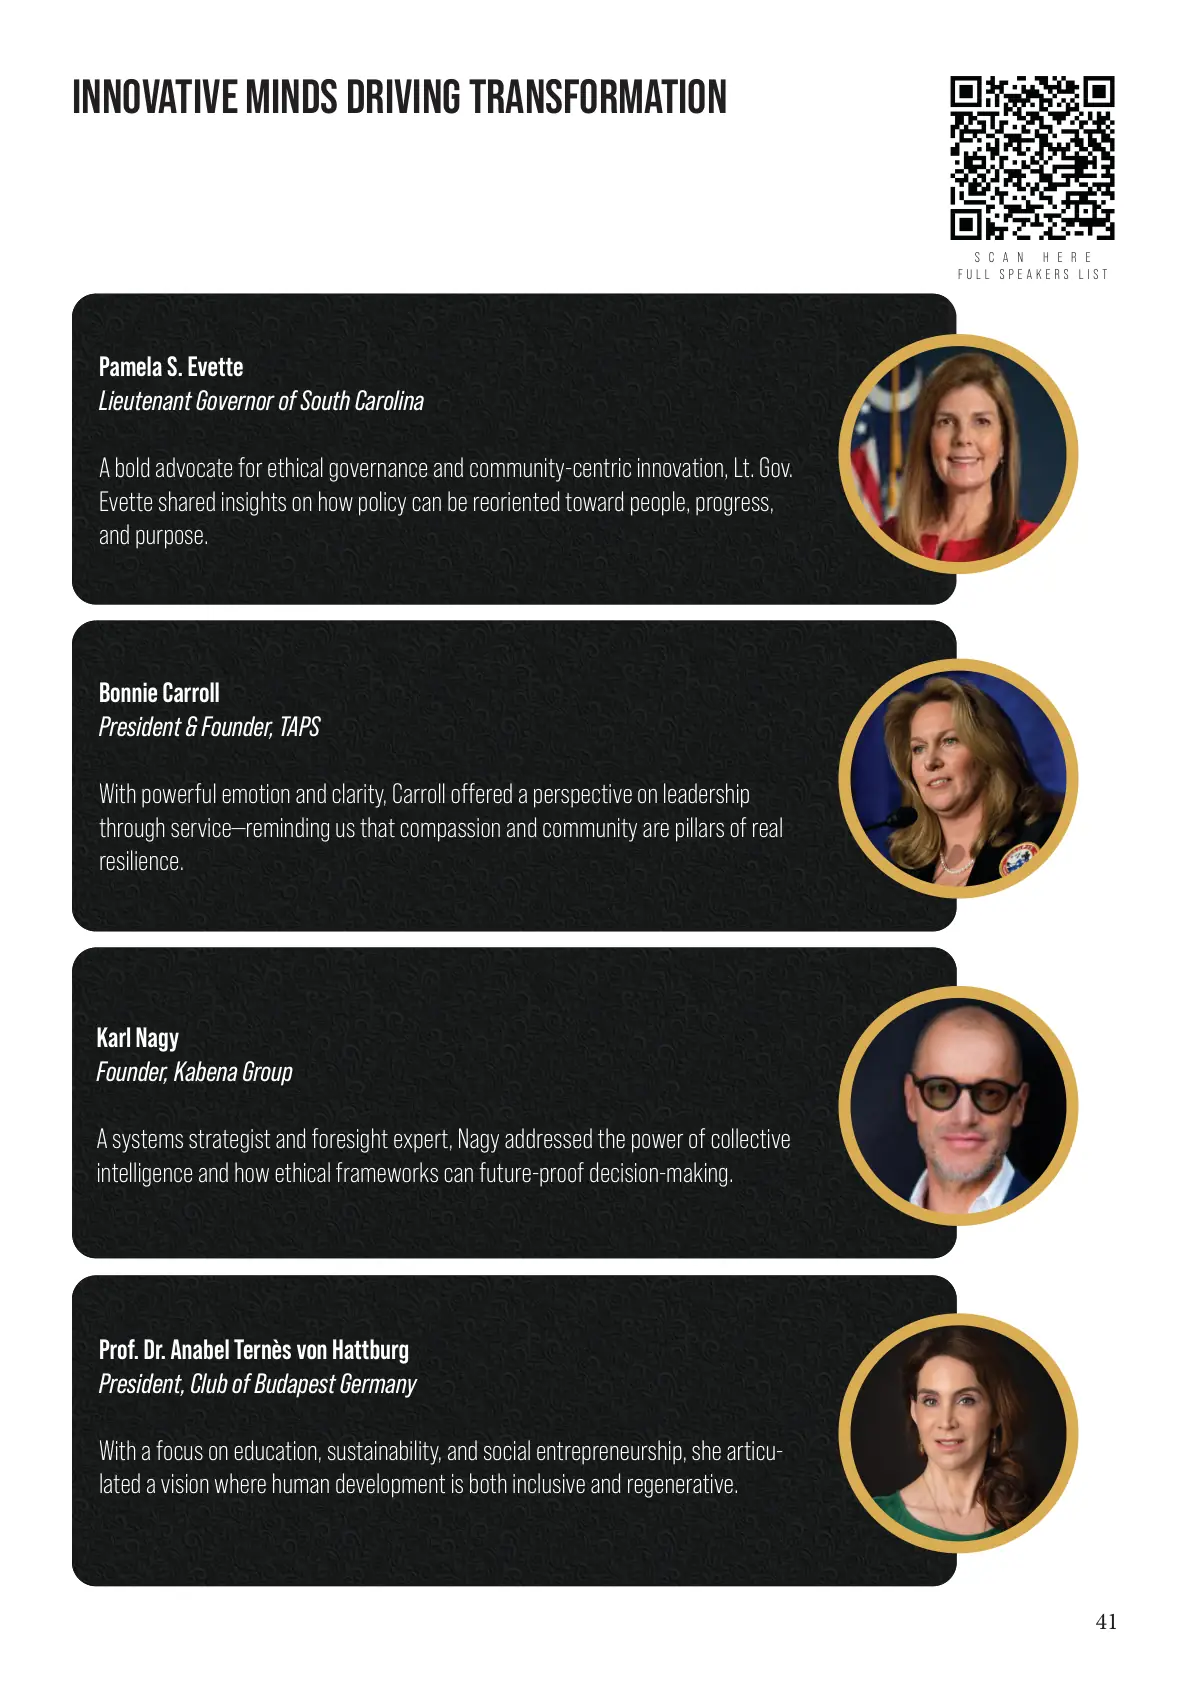 INNOVATIVE MINDS DRIVING TRANSFORMATION
SCAN HERE
FULL SPEAKERS LIST
Pamela S. Evette
Lieutenant Governor of South Carolina
A bold advocate for ethical governance and community-centric innovation, Lt. Gov.
Evette shared insights on how policy can be reoriented toward people, progress,
and purpose.
Bonnie Carroll
President & Founder, TAPS
With powerful emotion and clarity, Carroll offered a perspective on leadership
through service—reminding us that compassion and community are pillars of real
resilience.
Karl Nagy
Founder, Kabena Group
A systems strategist and foresight expert, Nagy addressed the power of collective
intelligence and how ethical frameworks can future-proof decision-making.
Prof. Dr. Anabel Ternès von Hattburg
President, Club of Budapest Germany
With a focus on education, sustainability, and social entrepreneurship, she articu-
lated a vision where human development is both inclusive and regenerative.
41